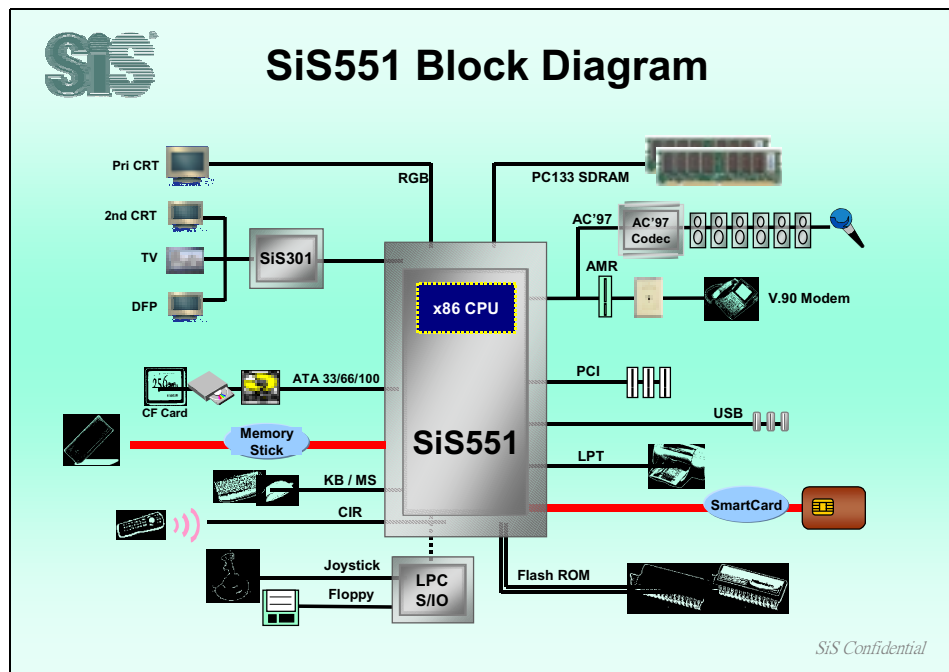 SiS®
SiS551 Block Diagram
Pri CRT
RGB
PC133 SDRAM
2nd CRT
AC'97
AC'97
Codec
TV
SiS301
AMR
DFP
x86 CPU
V.90 Modem
ATA 33/66/100
PCI
256MB
CF Card
USB
Memory
Stick
SiS551
LPT
KB / MS
SmartCard
CIR
Joystick
LPC
S/IO
Flash ROM
Floppy
SiS Confidential